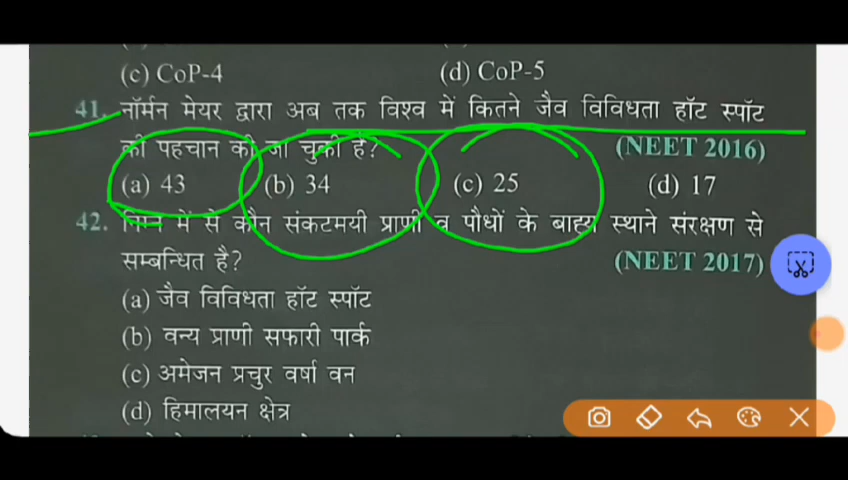 (c) CoP-4 (d) CoP-5
41. नॉर्मन मेयर द्वारा अब तक विश्व में कितने जैव विविधता हॉट स्पॉट
की पहचान की जा चुकी है? (NEET 2016)
(a) 43 (b) 34 (c) 25 (d) 17
42. निम्न में से कौन संकटमयी प्राणी व पौधों के बाह्य स्थाने संरक्षण से
सम्बन्धित है? (NEET 2017)
(a) जैव विविधता हॉट स्पॉट
(b) वन्य प्राणी सफारी पार्क
(c) अमेजन प्रचुर वर्षा वन
(d) हिमालयन क्षेत्र